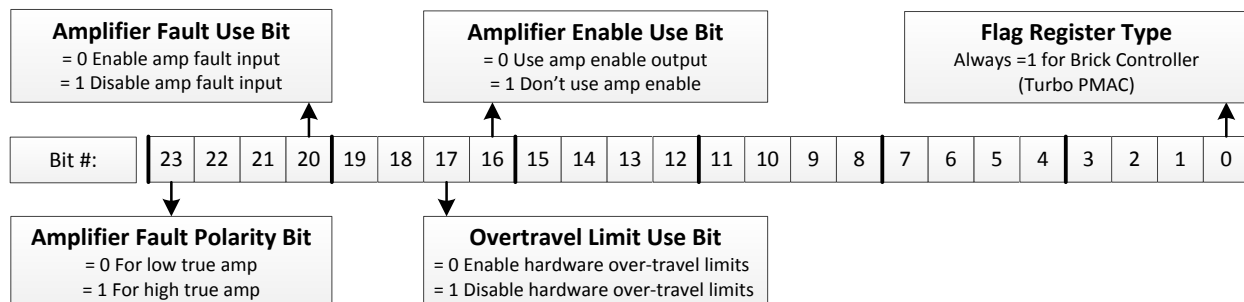 Amplifier Fault Use Bit
= 0 Enable amp fault input
= 1 Disable amp fault input
Amplifier Enable Use Bit
= 0 Use amp enable output
= 1 Don’t use amp enable
Flag Register Type
Always =1 for Brick Controller
(Turbo PMAC)
Bit #: 23 22 21 20 19 18 17 16 15 14 13 12 11 10 9 8 7 6 5 4 3 2 1 0
Amplifier Fault Polarity Bit
= 0 For low true amp
= 1 For high true amp
Overtravel Limit Use Bit
= 0 Enable hardware over-travel limits
= 1 Disable hardware over-travel limits